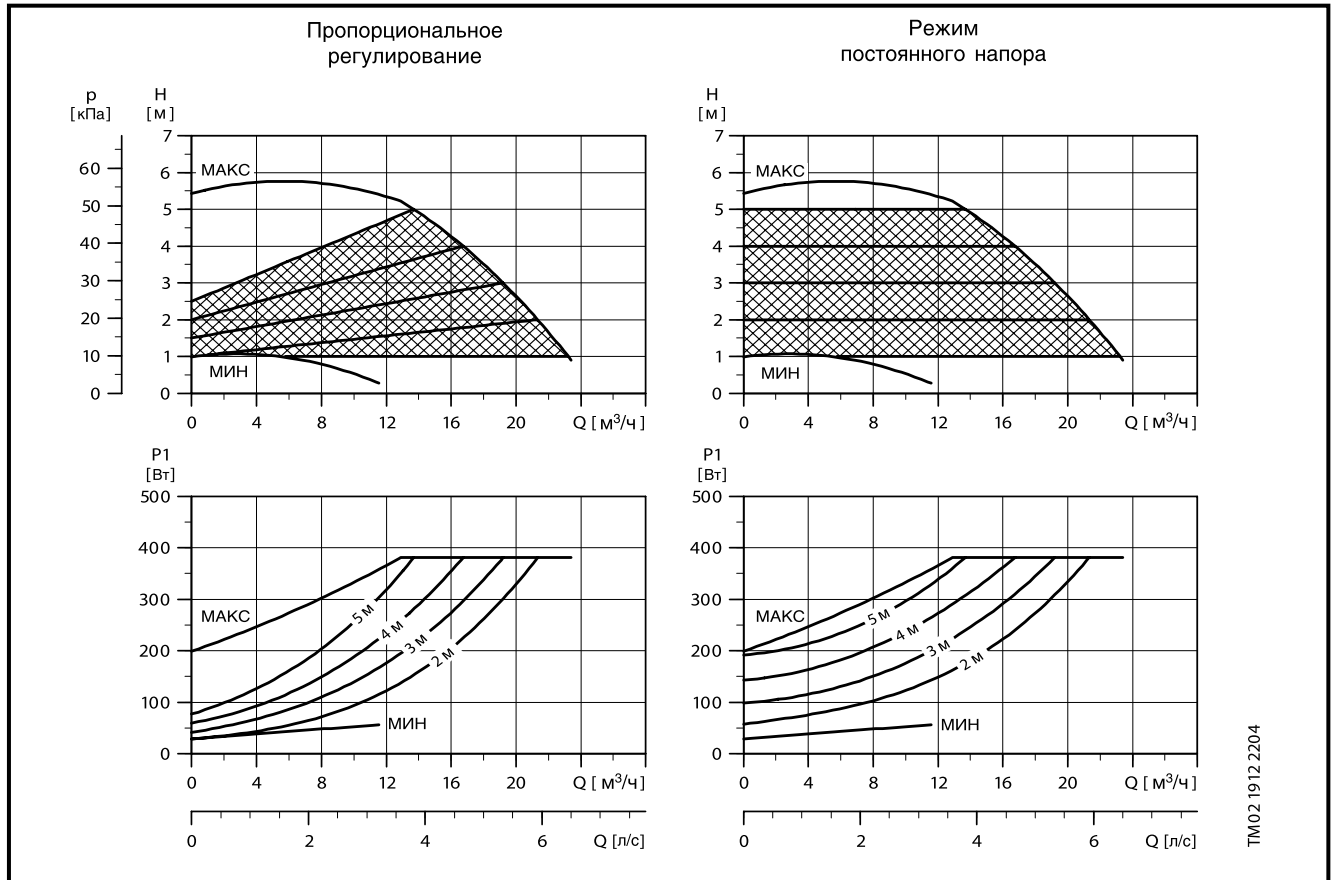 Пропорциональное
регулирование
Режим
постоянного напора
p
[кПа]
H
[м]
H
[м]
7
6
5
4
3
2
1
0
60
50
40
30
20
10
0
МАКС
МИН
0 4 8 12 16 20 Q [м³/ч]
7
6
5
4
3
2
1
0
МАКС
МИН
0 4 8 12 16 20 Q [м³/ч]
P1
[Вт]
500
400
300
200
100
0
МАКС
5 м
4 м
3 м
2 м
МИН
0 4 8 12 16 20 Q [м³/ч]
0 2 4 6 Q [л/с]
P1
[Вт]
500
400
300
200
100
0
МАКС
5 м
4 м
3 м
2 м
МИН
0 4 8 12 16 20 Q [м³/ч]
0 2 4 6 Q [л/с]
TM02 1912 2204